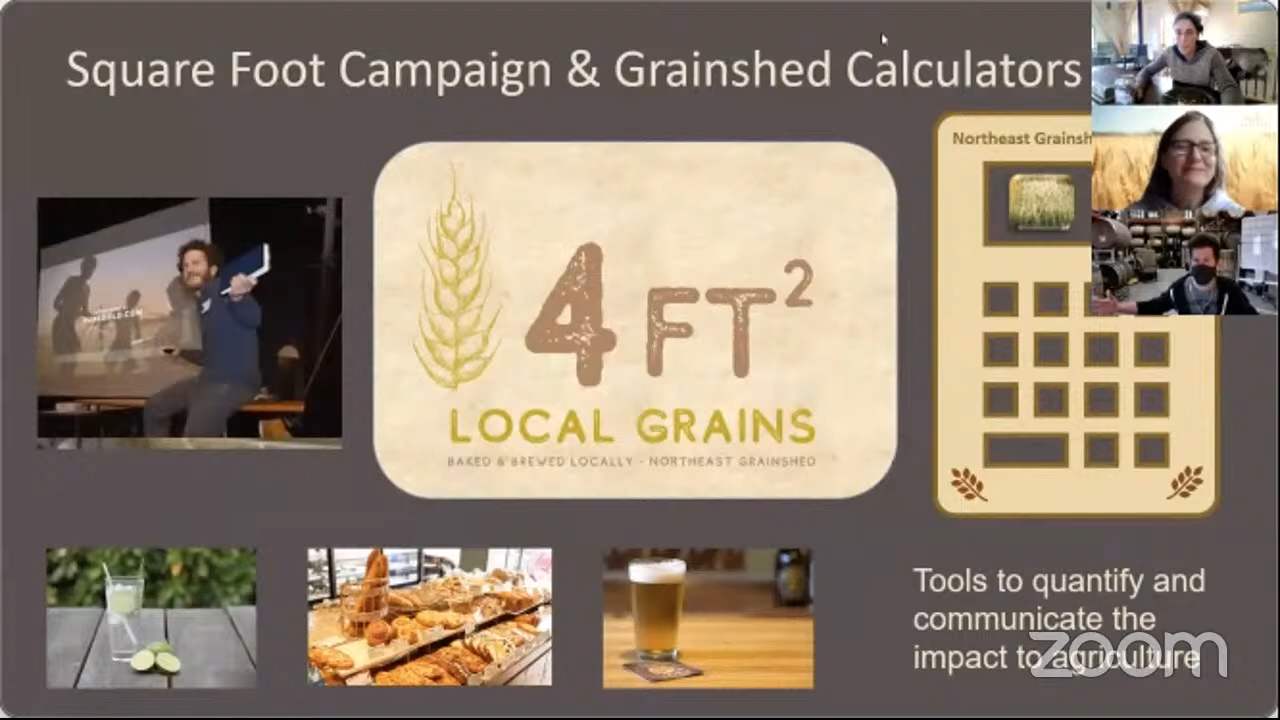 Square Foot Campaign & Grainshed Calculators
Northeast Grainsh
4 FT²
LOCAL GRAINS
BAKED & BREWED LOCALLY - NORTHEAST GRAINSHED
Tools to quantify and
communicate the
impact to agriculture
zoom